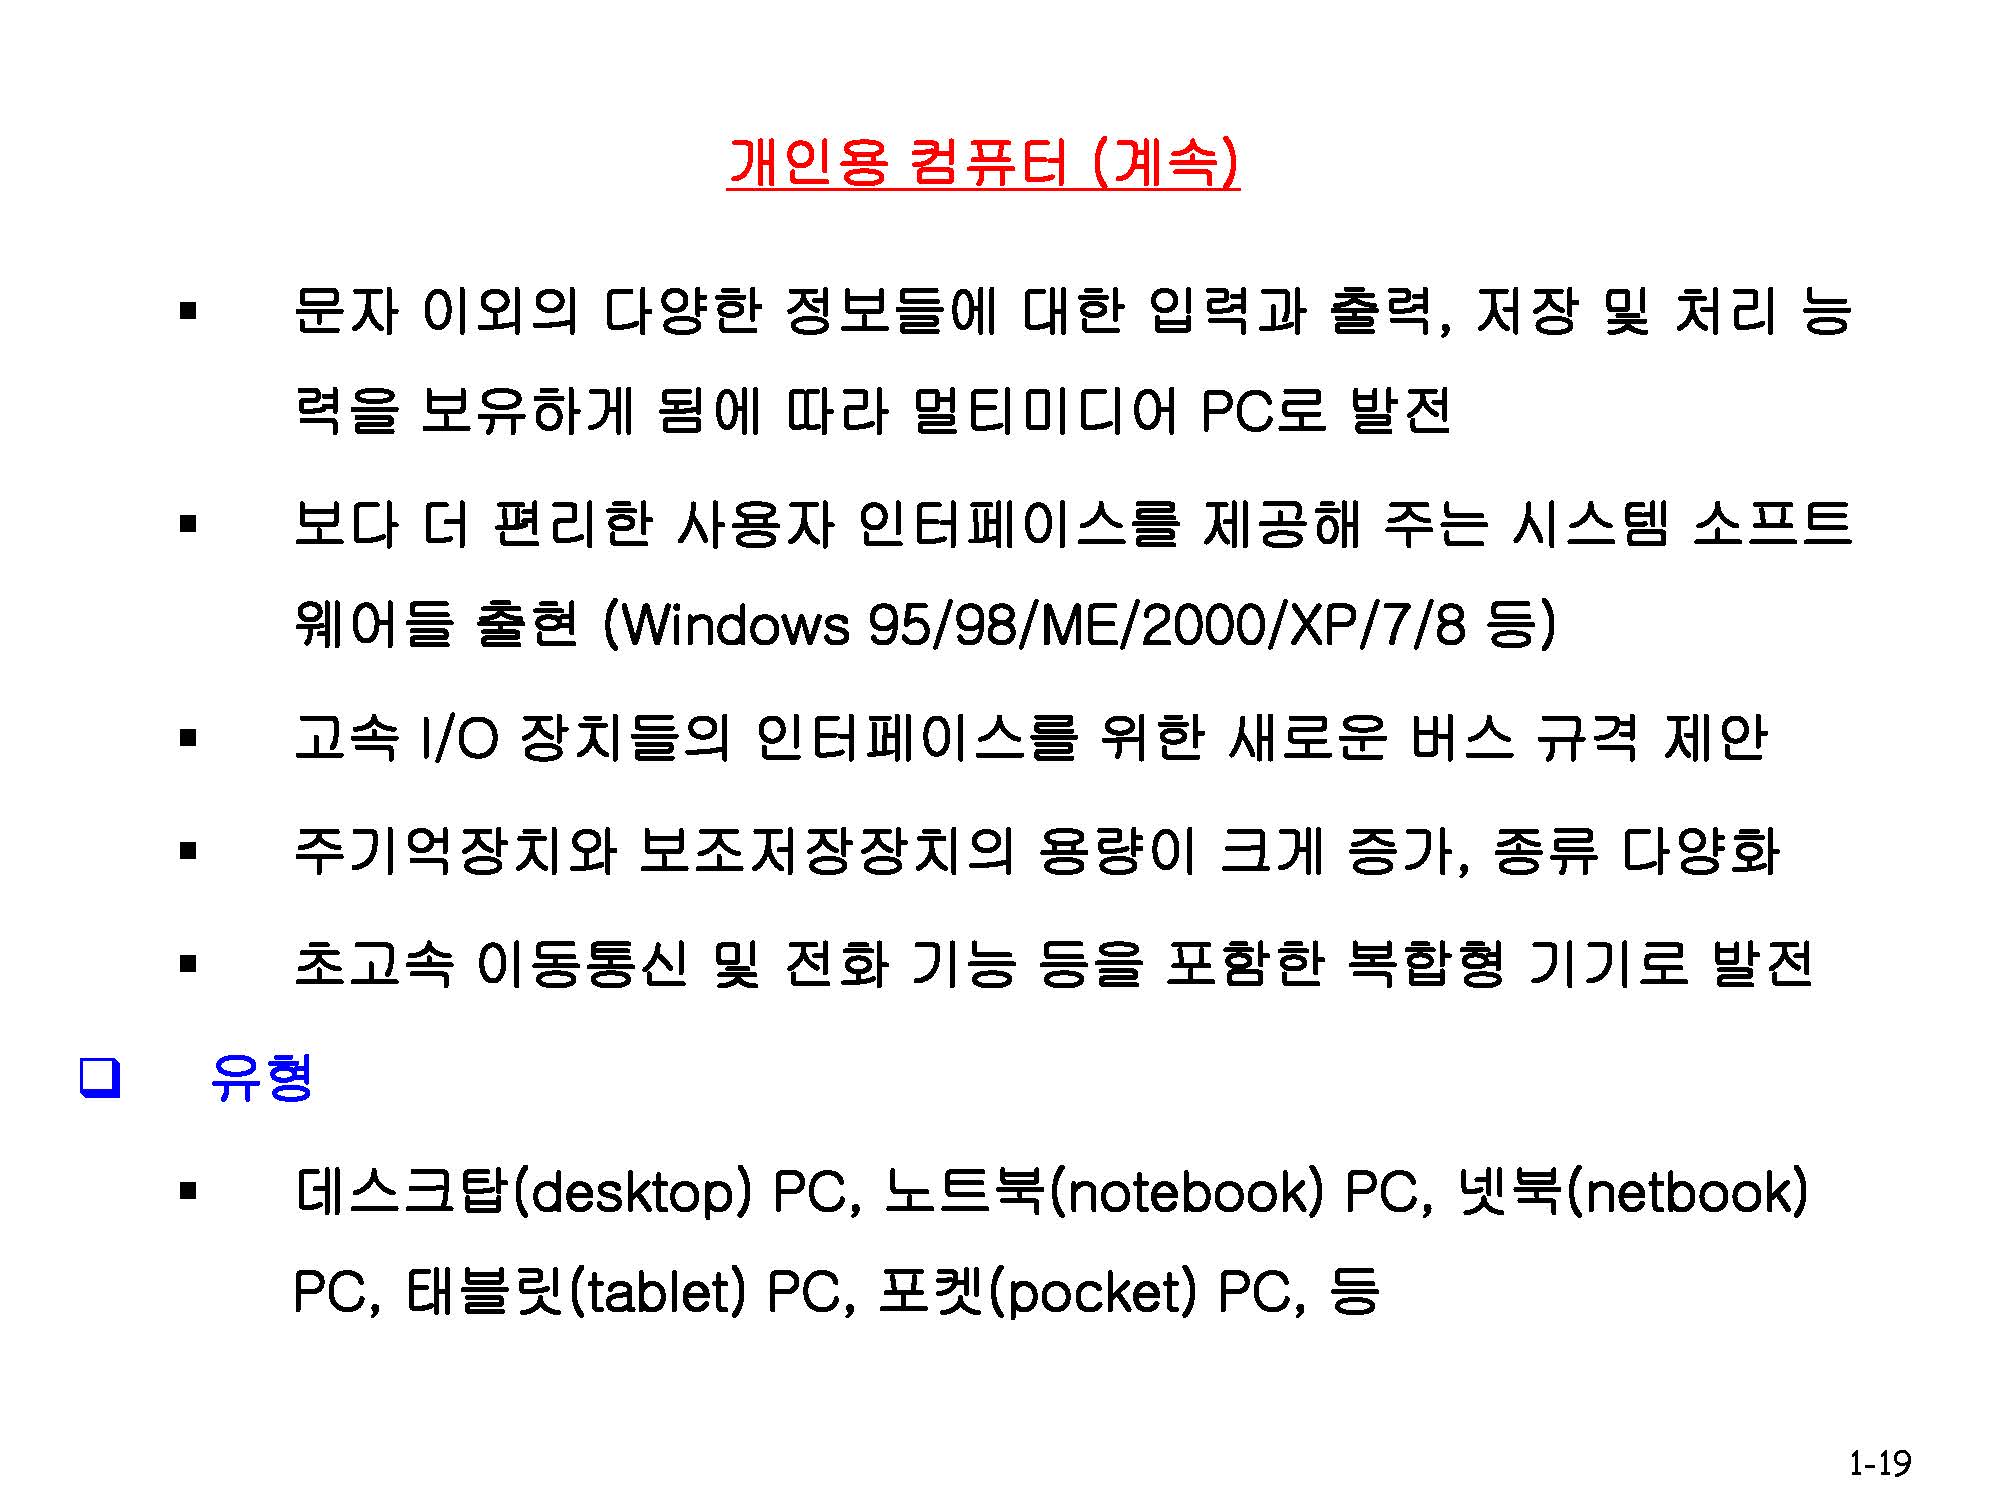 개인용 컴퓨터 (계속)
▪ 문자 이외의 다양한 정보들에 대한 입력과 출력, 저장 및 처리 능
력을 보유하게 됨에 따라 멀티미디어 PC로 발전
▪ 보다 더 편리한 사용자 인터페이스를 제공해 주는 시스템 소프트
웨어들 출현 (Windows 95/98/ME/2000/XP/7/8 등)
▪ 고속 I/O 장치들의 인터페이스를 위한 새로운 버스 규격 제안
▪ 주기억장치와 보조저장장치의 용량이 크게 증가, 종류 다양화
▪ 초고속 이동통신 및 전화 기능 등을 포함한 복합형 기기로 발전
❑ 유형
▪ 데스크탑(desktop) PC, 노트북(notebook) PC, 넷북(netbook)
PC, 태블릿(tablet) PC, 포켓(pocket) PC, 등
1-19